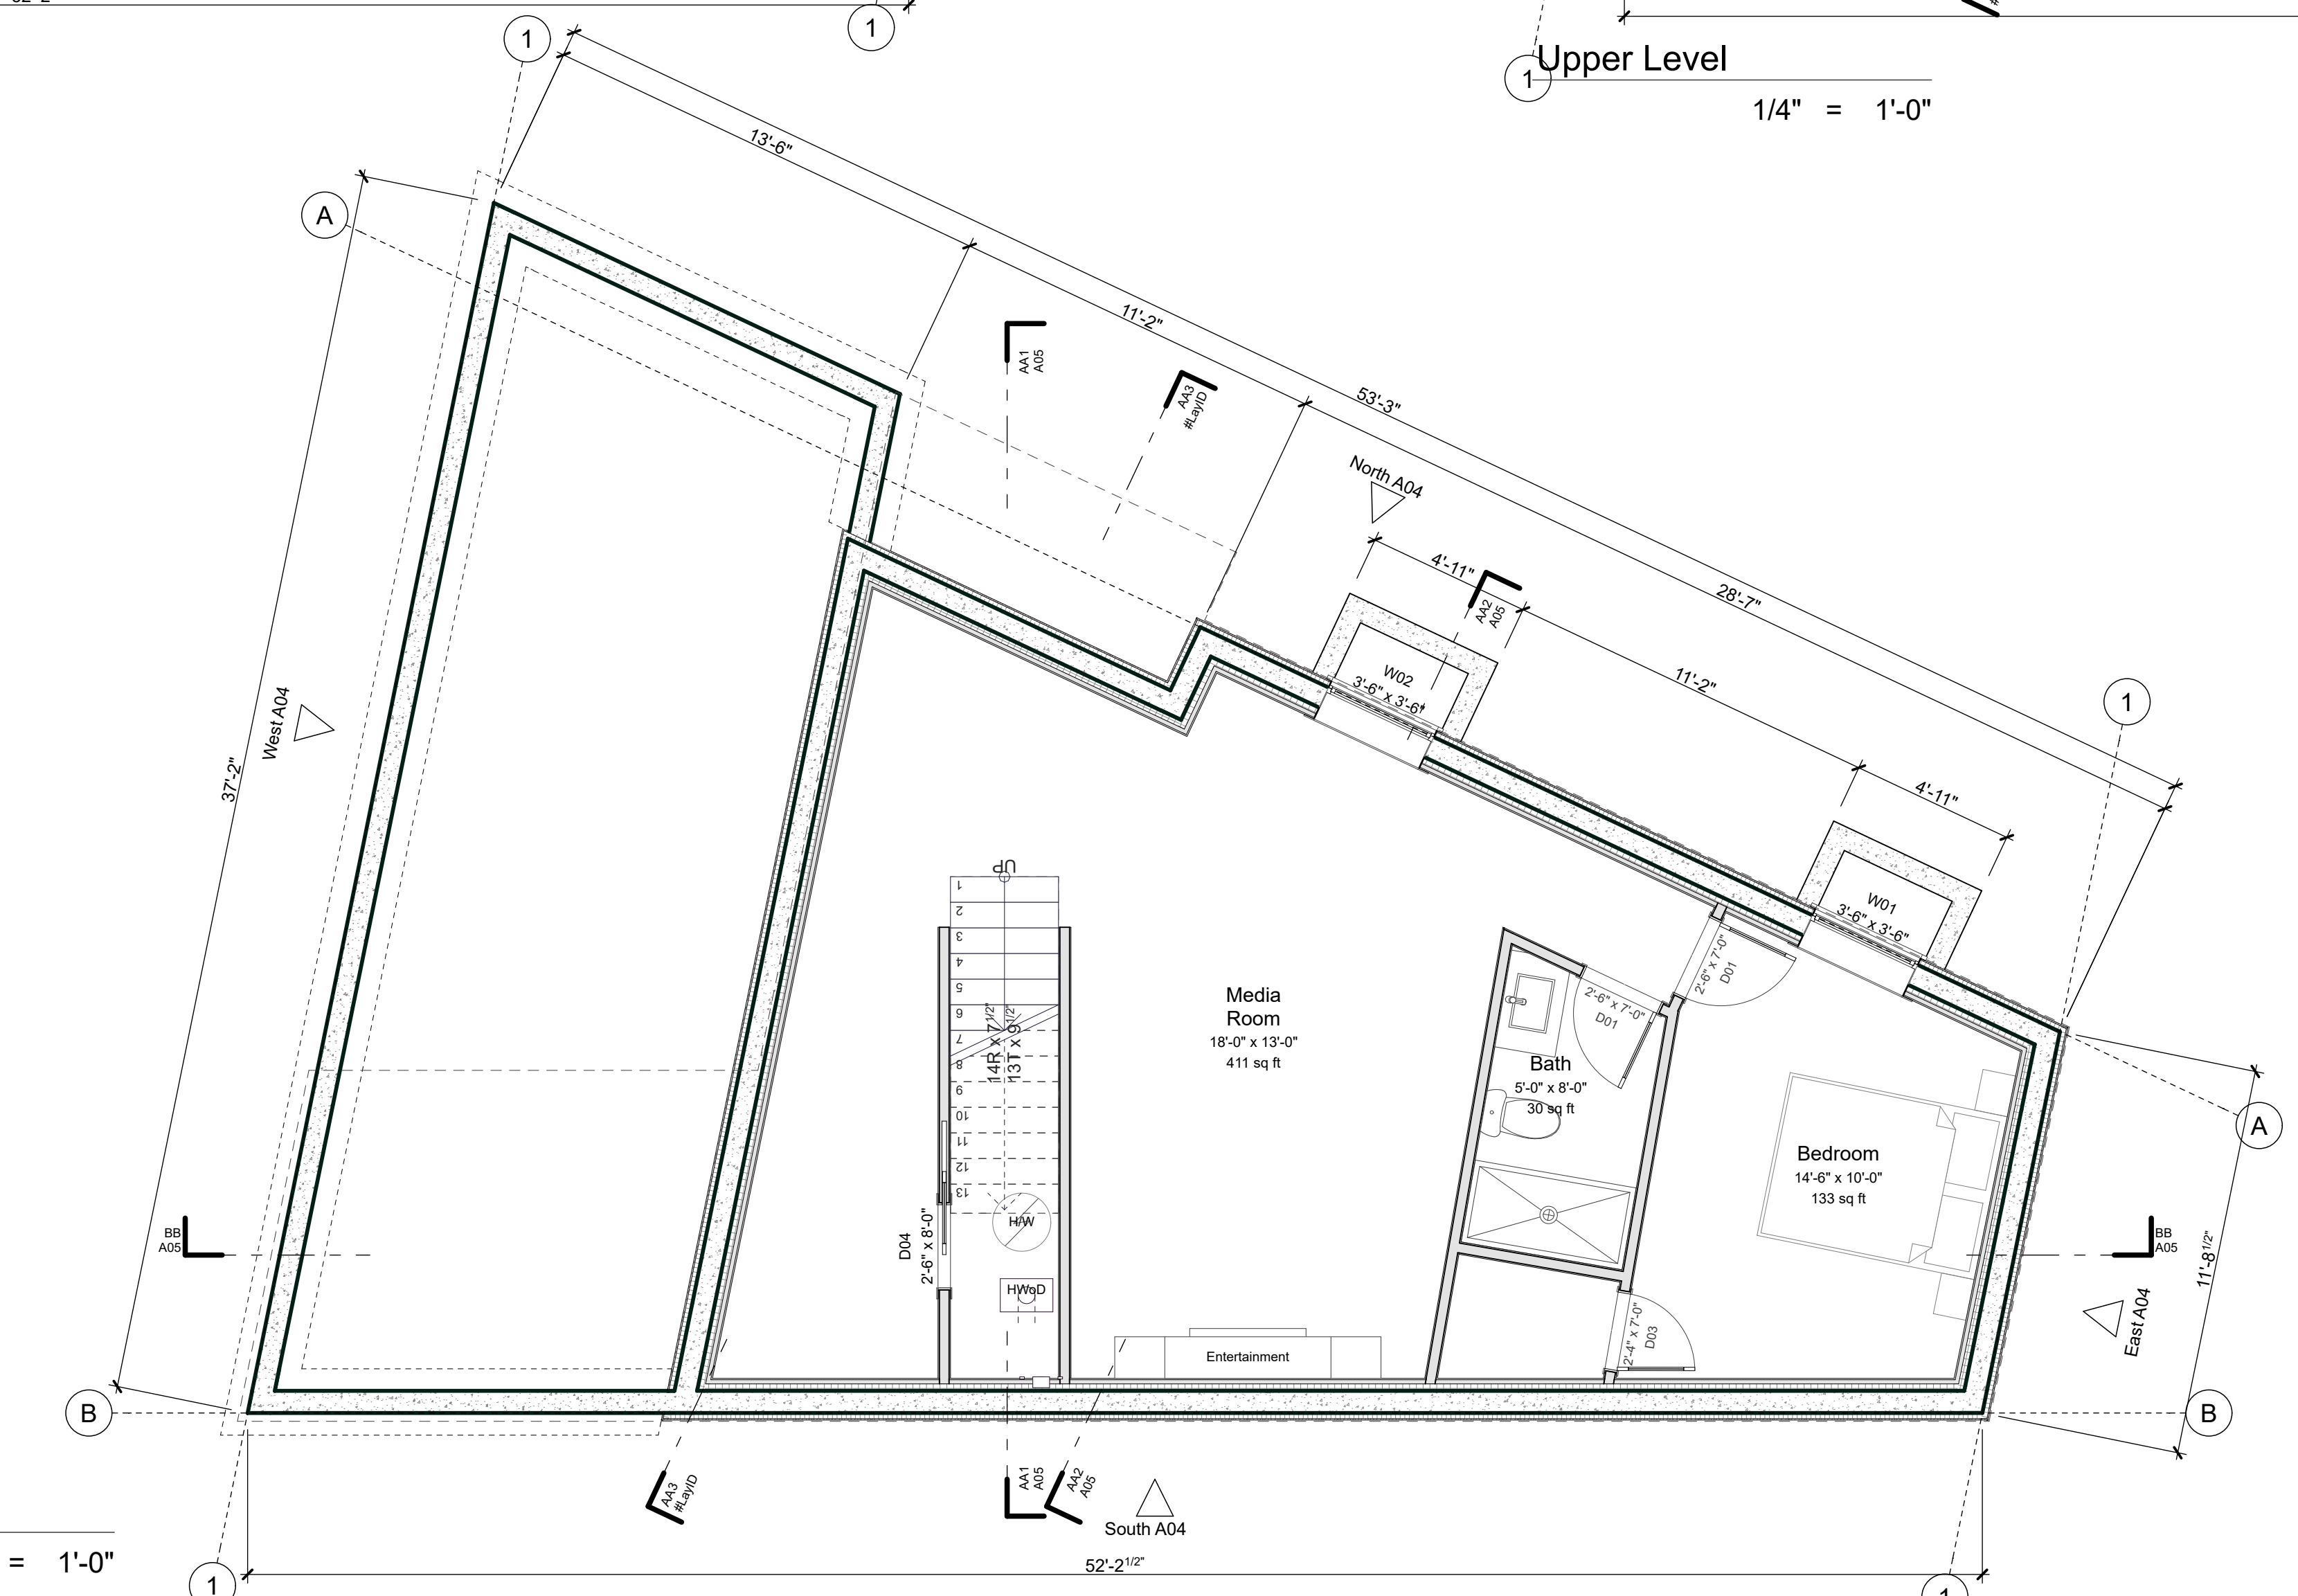 1
1
1
Upper Level
1/4" = 1'-0"
13'-6"
A
11'-2"
AA1
A05
AA3
#LayID
53'-3"
North A04
4'-11"
AA2
A05
28'-7"
W02
3'-6" x 3'-6"
11'-2"
1
4'-11"
West A04
37'-2"
W01
3'-6" x 3'-6"
UP
1
2
3
4
5
6
7
8
9
10
11
12
13
14R x 7 1/2"
13T x 9 1/2"
Media
Room
18'-0" x 13'-0"
411 sq ft
2'-6" x 7'-0"
D01
2'-6" x 7'-0"
D01
Bath
5'-0" x 8'-0"
30 sq ft
Bedroom
14'-6" x 10'-0"
133 sq ft
A
BB
A05
H/W
D04
2'-6" x 8'-0"
HWoD
BB
A05
11'-8 1/2"
East A04
Entertainment
2'-4" x 7'-0"
D03
B
B
AA3
#LayID
AA1
A05
AA2
A05
South A04
= 1'-0"
52'-2 1/2"
1
1